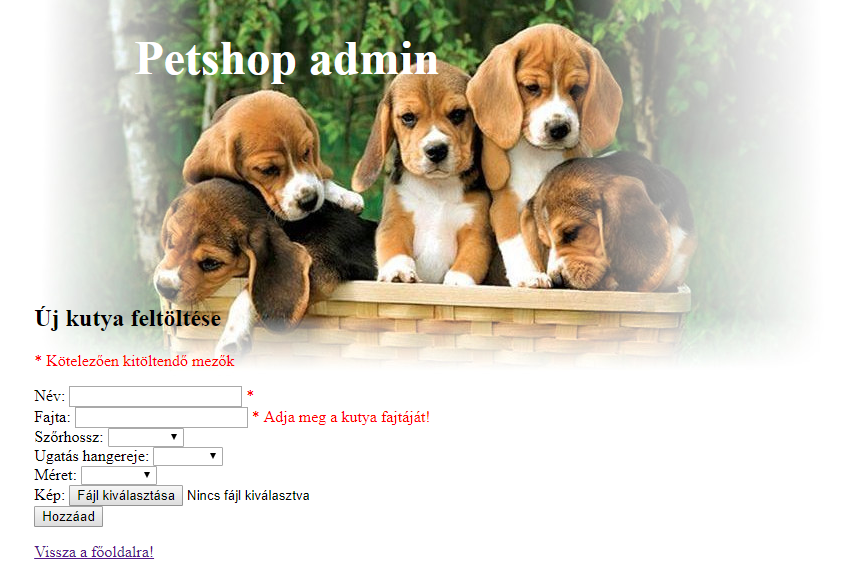 Petshop admin
Új kutya feltöltése
* Kötelezően kitöltendő mezők
Név: *
Fajta: * Adja meg a kutya fajtáját!
Szőrhossz:
Ugatás hangereje:
Méret:
Kép: Fájl kiválasztása Nincs fájl kiválasztva
Hozzáad
Vissza a főoldalra!